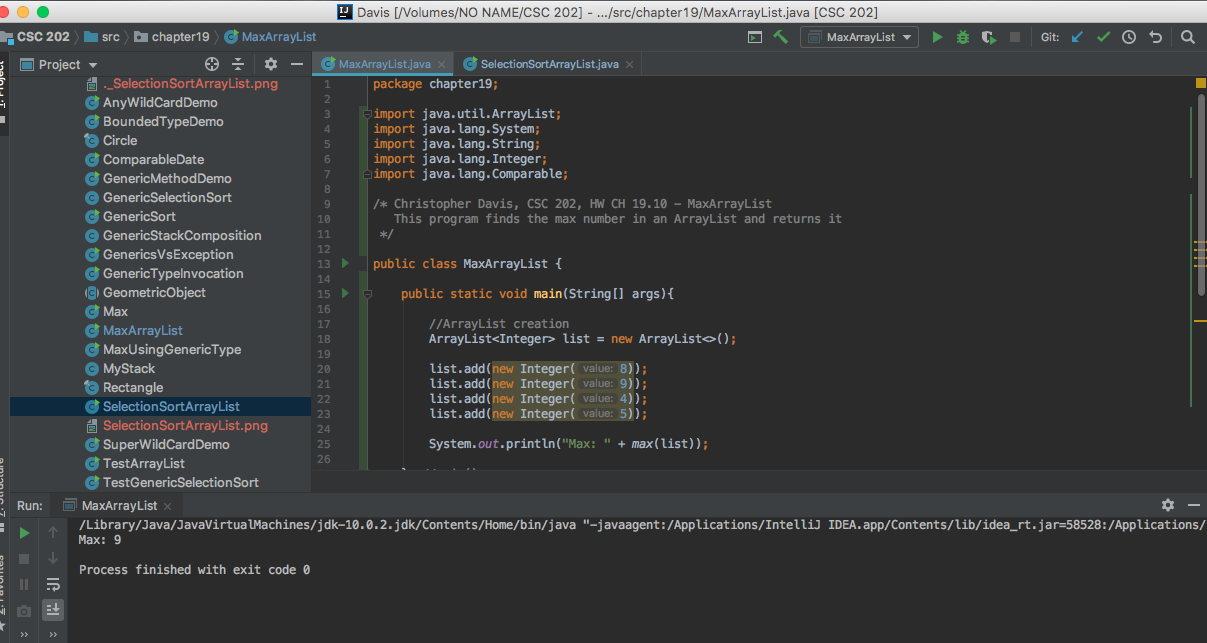 Davis [/Volumes/NO NAME/CSC 202] - .../src/chapter19/MaxArrayList.java [CSC 202]
CSC 202 src chapter19 MaxArrayList MaxArrayList Git:
1: Project
Project
MaxArrayList.java SelectionSortArrayList.java
._SelectionSortArrayList.png
AnyWildCardDemo
BoundedTypeDemo
Circle
ComparableDate
GenericMethodDemo
GenericSelectionSort
GenericSort
GenericStackComposition
GenericsVsException
GenericTypeInvocation
GeometricObject
Max
MaxArrayList
MaxUsingGenericType
MyStack
Rectangle
SelectionSortArrayList
SelectionSortArrayList.png
SuperWildCardDemo
TestArrayList
TestGenericSelectionSort
1 package chapter19;
2
3 import java.util.ArrayList;
4 import java.lang.System;
5 import java.lang.String;
6 import java.lang.Integer;
7 import java.lang.Comparable;
8
9 /* Christopher Davis, CSC 202, HW CH 19.10 - MaxArrayList
10 This program finds the max number in an ArrayList and returns it
11 */
12
13 public class MaxArrayList {
14
15 public static void main(String[] args){
16
17 //ArrayList creation
18 ArrayList<Integer> list = new ArrayList<>();
19
20 list.add(new Integer( value: 8));
21 list.add(new Integer( value: 9));
22 list.add(new Integer( value: 4));
23 list.add(new Integer( value: 5));
24
25 System.out.println("Max: " + max(list));
26
Structure
Favorites
Run: MaxArrayList
/Library/Java/JavaVirtualMachines/jdk-10.0.2.jdk/Contents/Home/bin/java "-javaagent:/Applications/IntelliJ IDEA.app/Contents/lib/idea_rt.jar=58528:/Applications/
Max: 9
Process finished with exit code 0